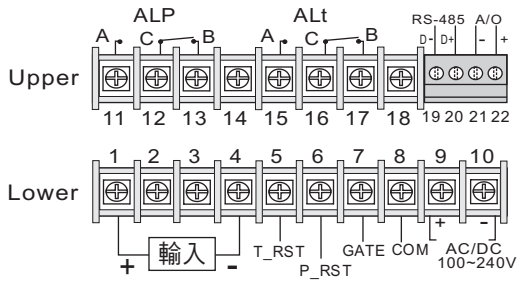 ALP ALt RS-485 A/O
A C B A C B D- D+ - +
Upper
11 12 13 14 15 16 17 18 19 20 21 22
1 2 3 4 5 6 7 8 9 10
Lower
+ -
+ 輸入 - T_RST GATE COM AC/DC
P_RST 100~240V